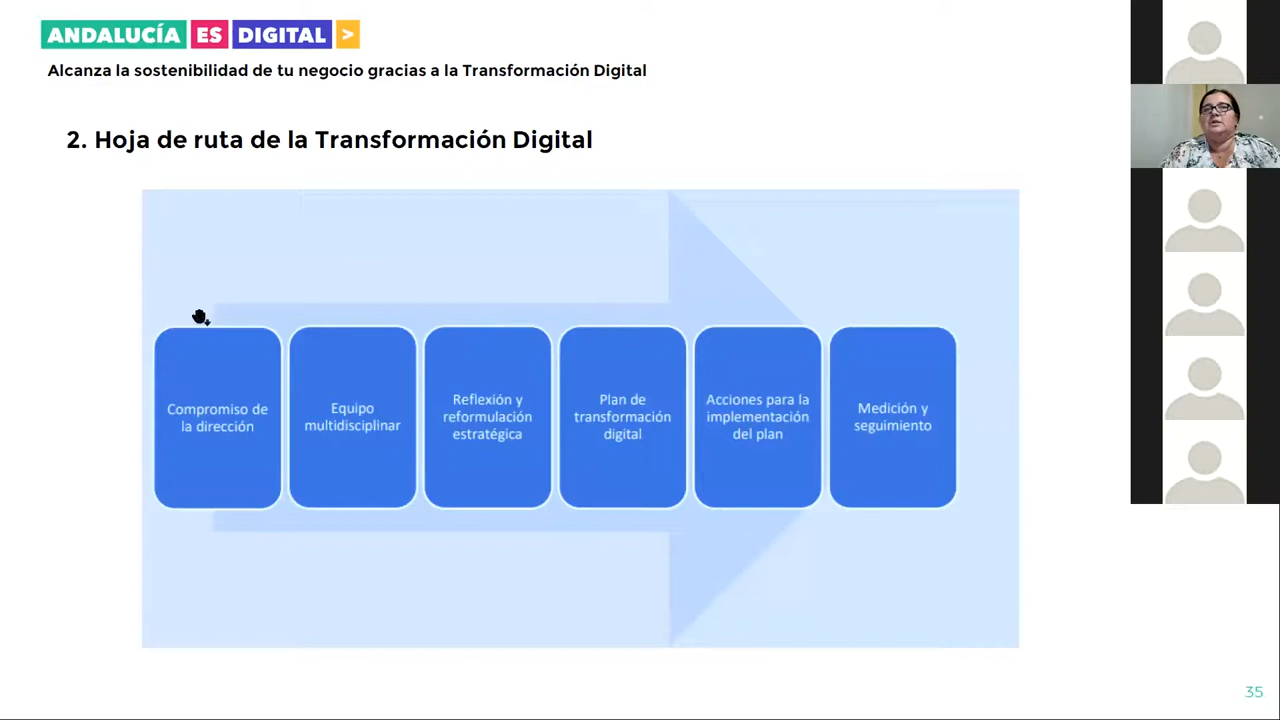 ANDALUCÍA ES DIGITAL >
Alcanza la sostenibilidad de tu negocio gracias a la Transformación Digital
2. Hoja de ruta de la Transformación Digital
Compromiso de
la dirección
Equipo
multidisciplinar
Reflexión y
reformulación
estratégica
Plan de
transformación
digital
Acciones para la
implementación
del plan
Medición y
seguimiento
35